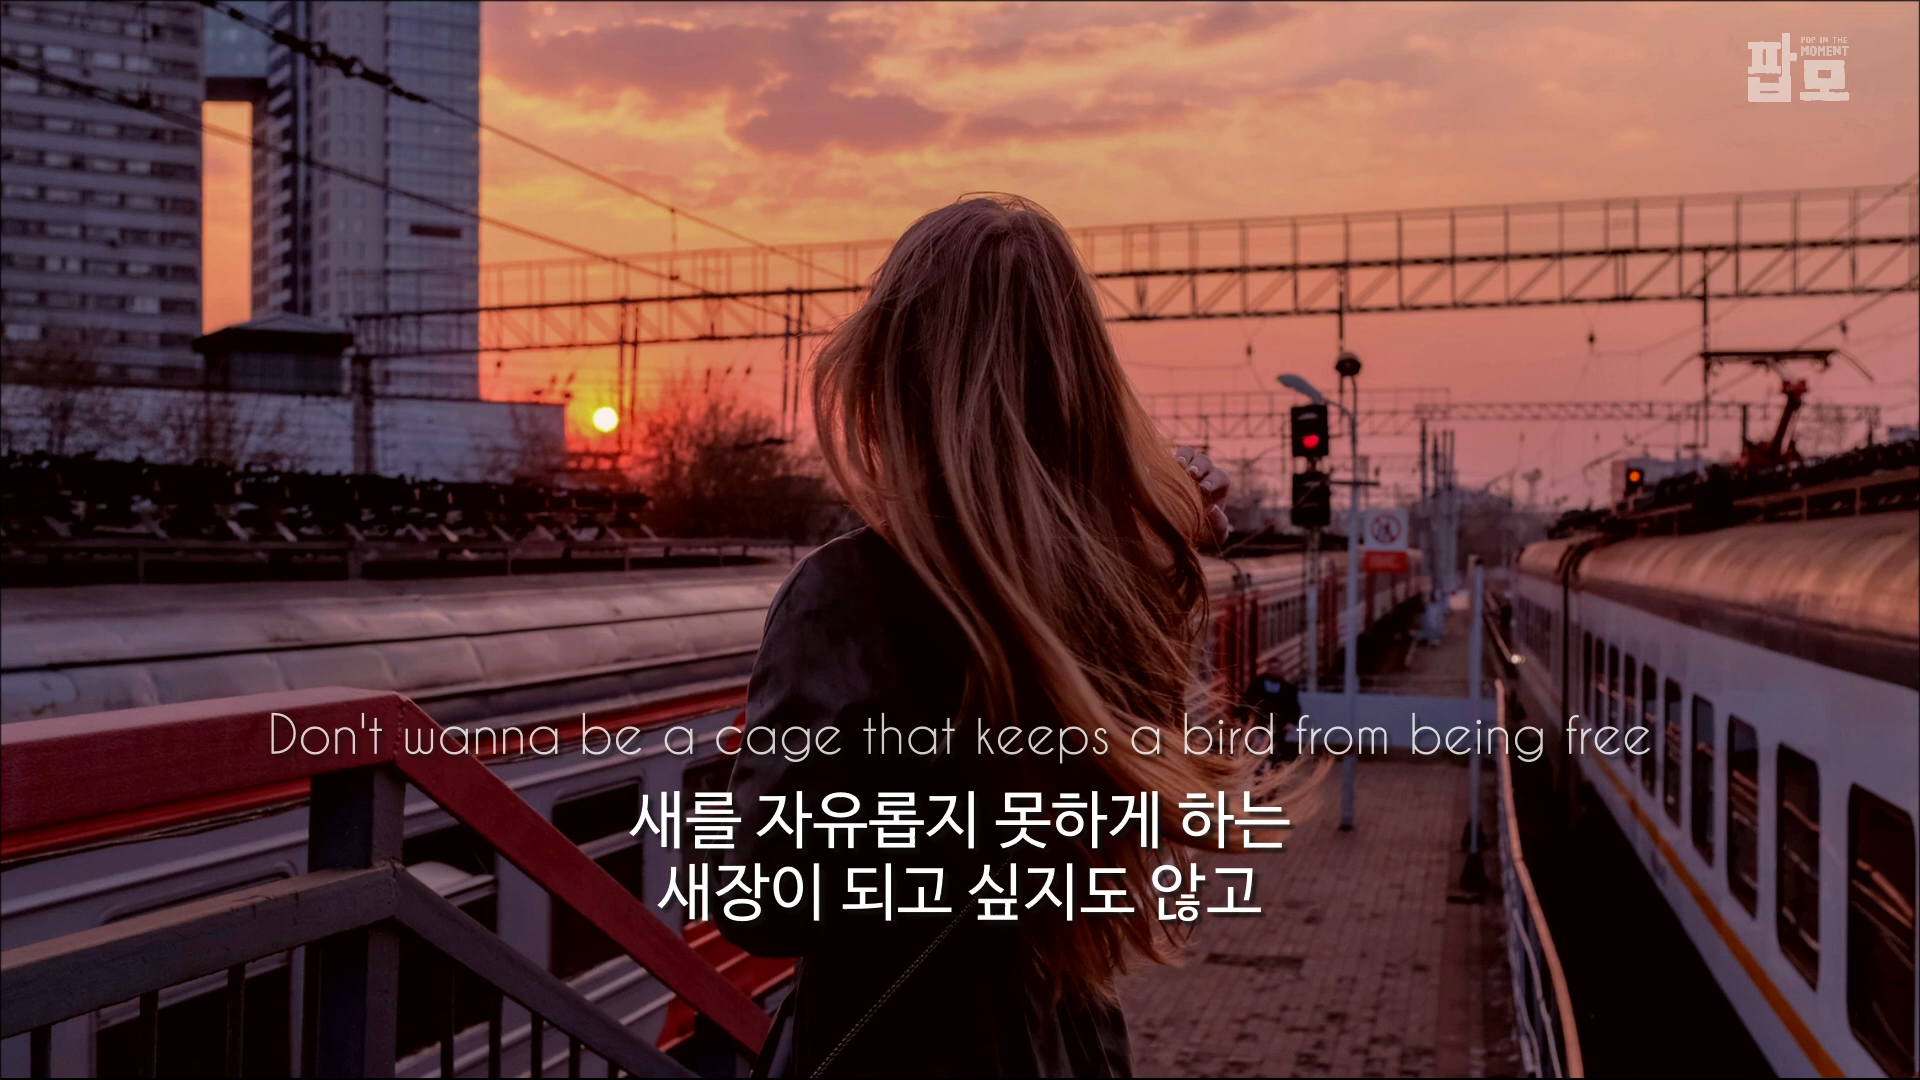 팝모
POP IN THE
MOMENT
Don't wanna be a cage that keeps a bird from being free
새를 자유롭지 못하게 하는
새장이 되고 싶지도 않고